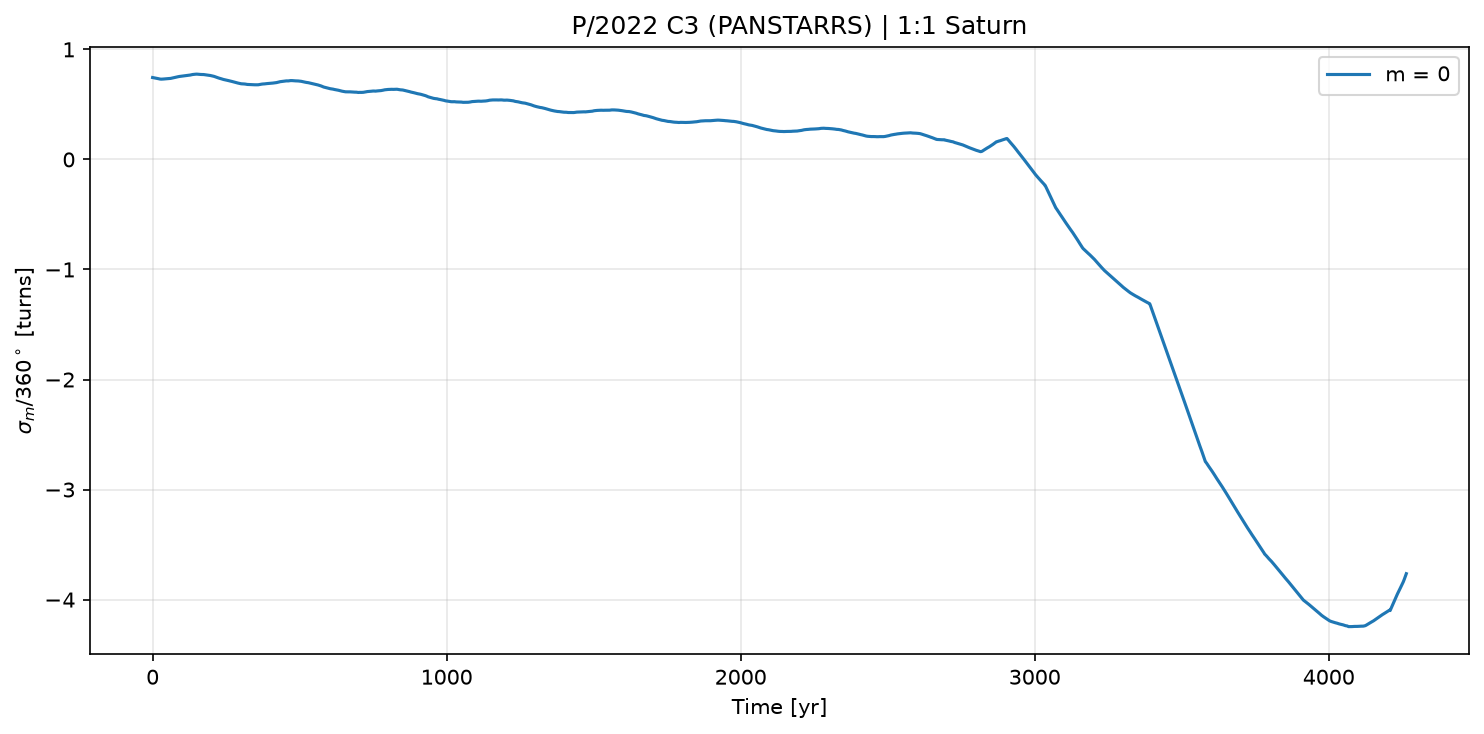 P/2022 C3 (PANSTARRS) | 1:1 Saturn
m = 0
1
0
−1
−2
−3
−4
σm/360° [turns]
0 1000 2000 3000 4000
Time [yr]